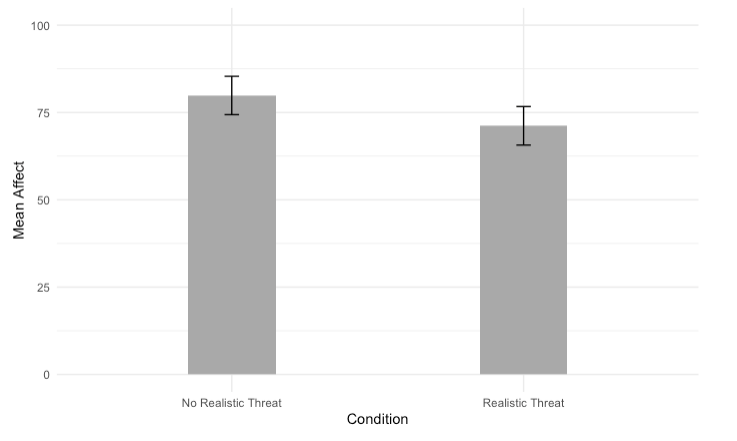 100
75
50
25
0
Mean Affect
No Realistic Threat
Realistic Threat
Condition